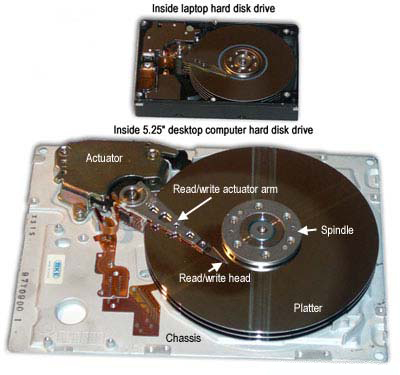 Inside laptop hard disk drive
Inside 5.25" desktop computer hard disk drive
Actuator
Read/write actuator arm
Spindle
Read/write head
Platter
Chassis